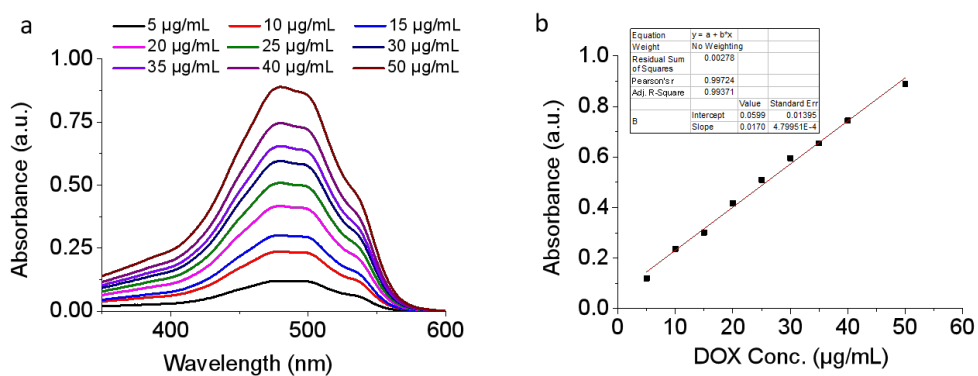 a
5 µg/mL 10 µg/mL 15 µg/mL
20 µg/mL 25 µg/mL 30 µg/mL
35 µg/mL 40 µg/mL 50 µg/mL
1.00
0.75
0.50
0.25
0.00
Absorbance (a.u.)
400 500 600
Wavelength (nm)
b
Equation y = a + b*x
Weight No Weighting
Residual Sum
of Squares 0.00278
Pearson's r 0.99724
Adj. R-Square 0.99371
Value Standard Err
B Intercept 0.0599 0.01395
Slope 0.0170 4.79951E-4
1.0
0.8
0.6
0.4
0.2
0.0
Absorbance (a.u.)
0 10 20 30 40 50 60
DOX Conc. (µg/mL)